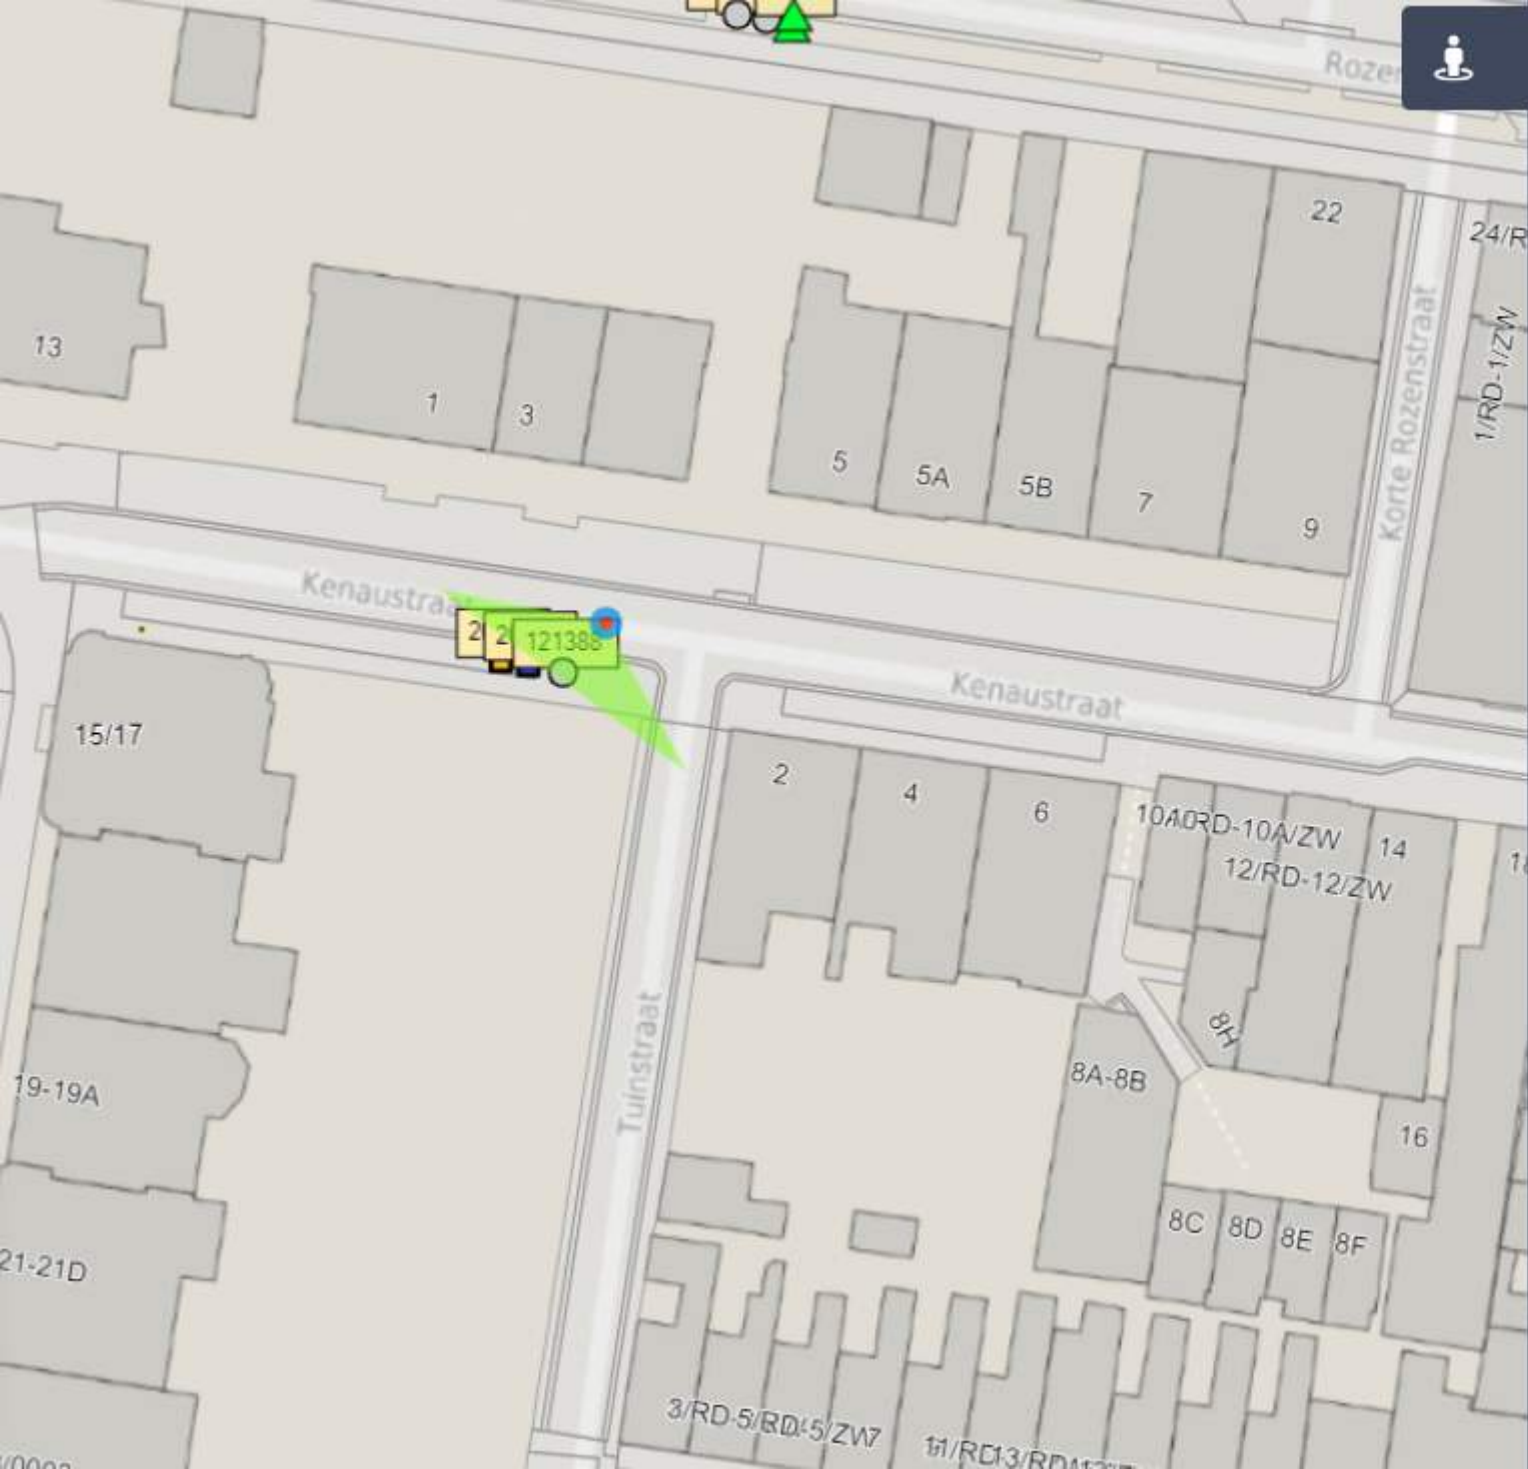 22
24/R
1/RD-1/ZW
Korte Rozenstraat
13
1
3
5
5A
5B
7
9
Kenaustraat
2
2
121388
Kenaustraat
15/17
2
4
6
14
12/RD-12/ZW
8H
Tuinstraat
8A-8B
19-19A
16
8C
8D
8E
8F
21-21D